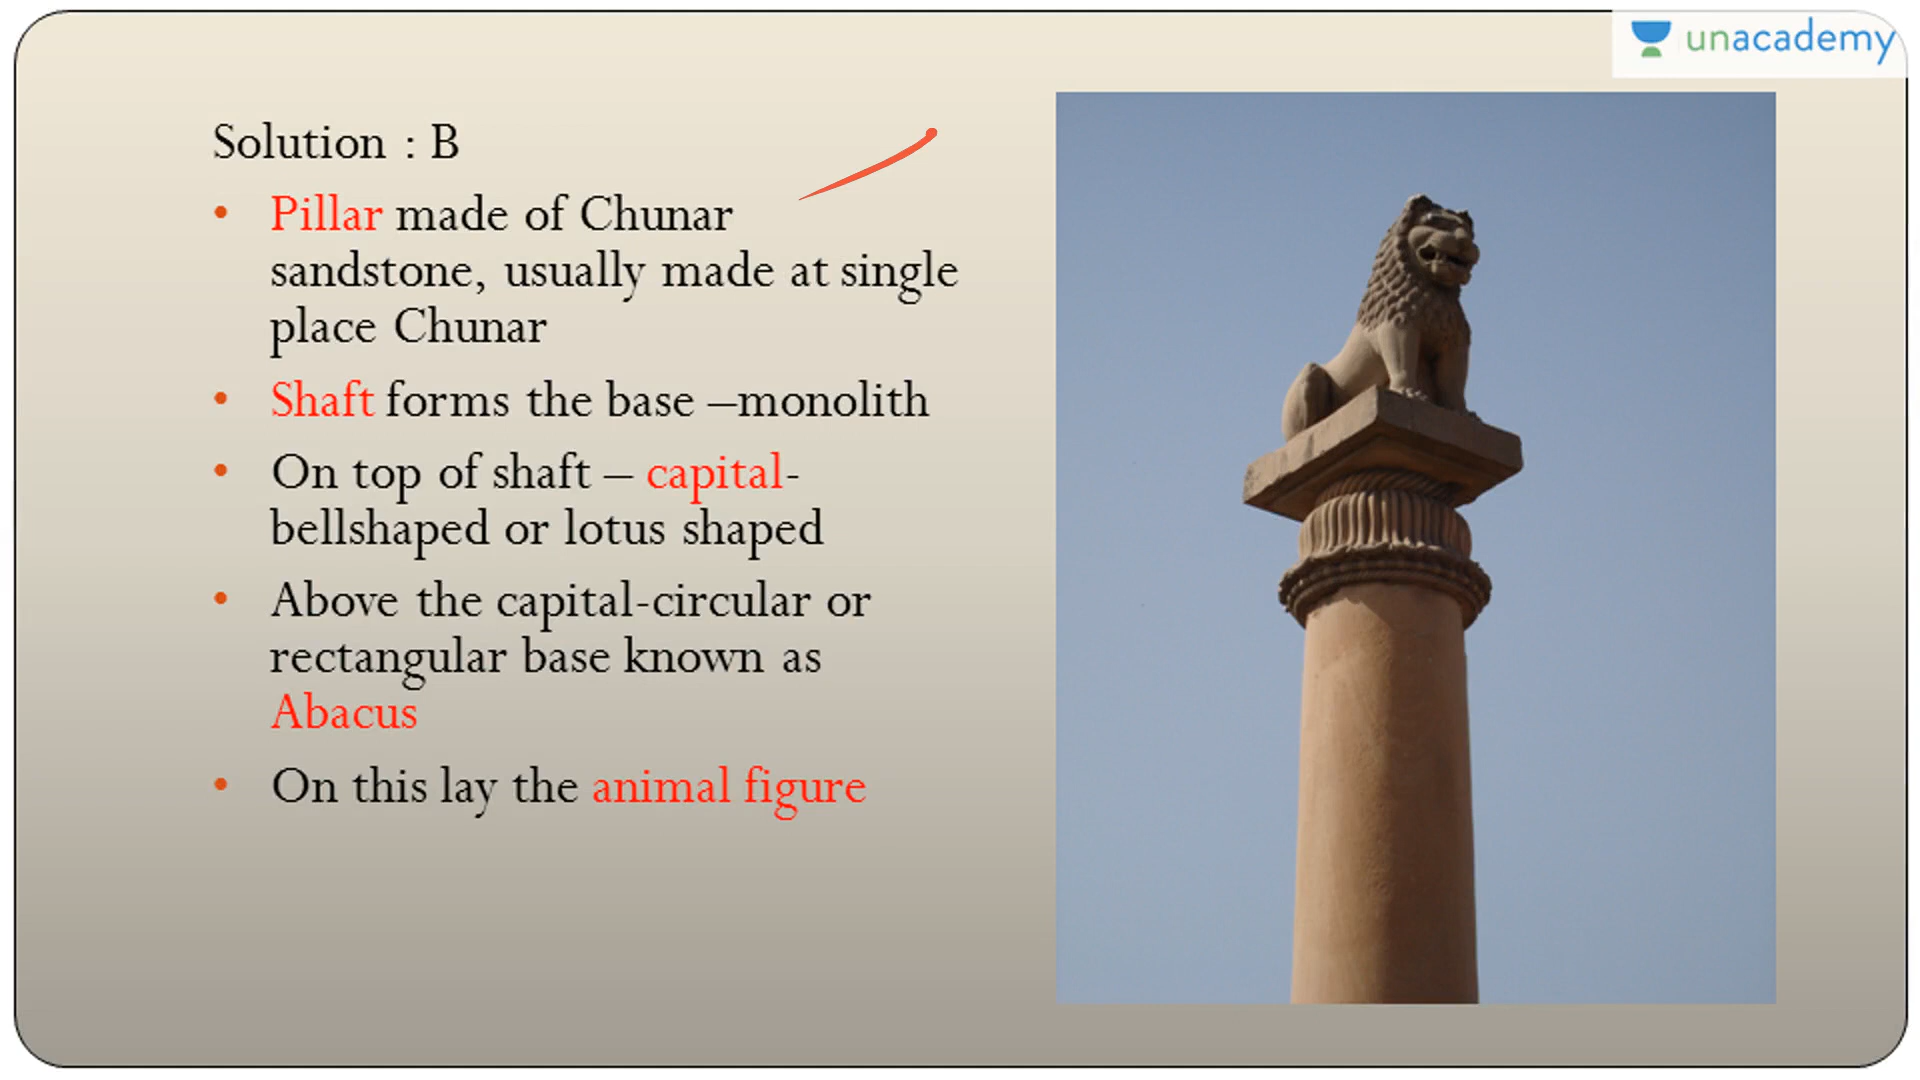 unacademy
Solution : B
• Pillar made of Chunar
sandstone, usually made at single
place Chunar
• Shaft forms the base –monolith
• On top of shaft – capital-
bellshaped or lotus shaped
• Above the capital-circular or
rectangular base known as
Abacus
• On this lay the animal figure